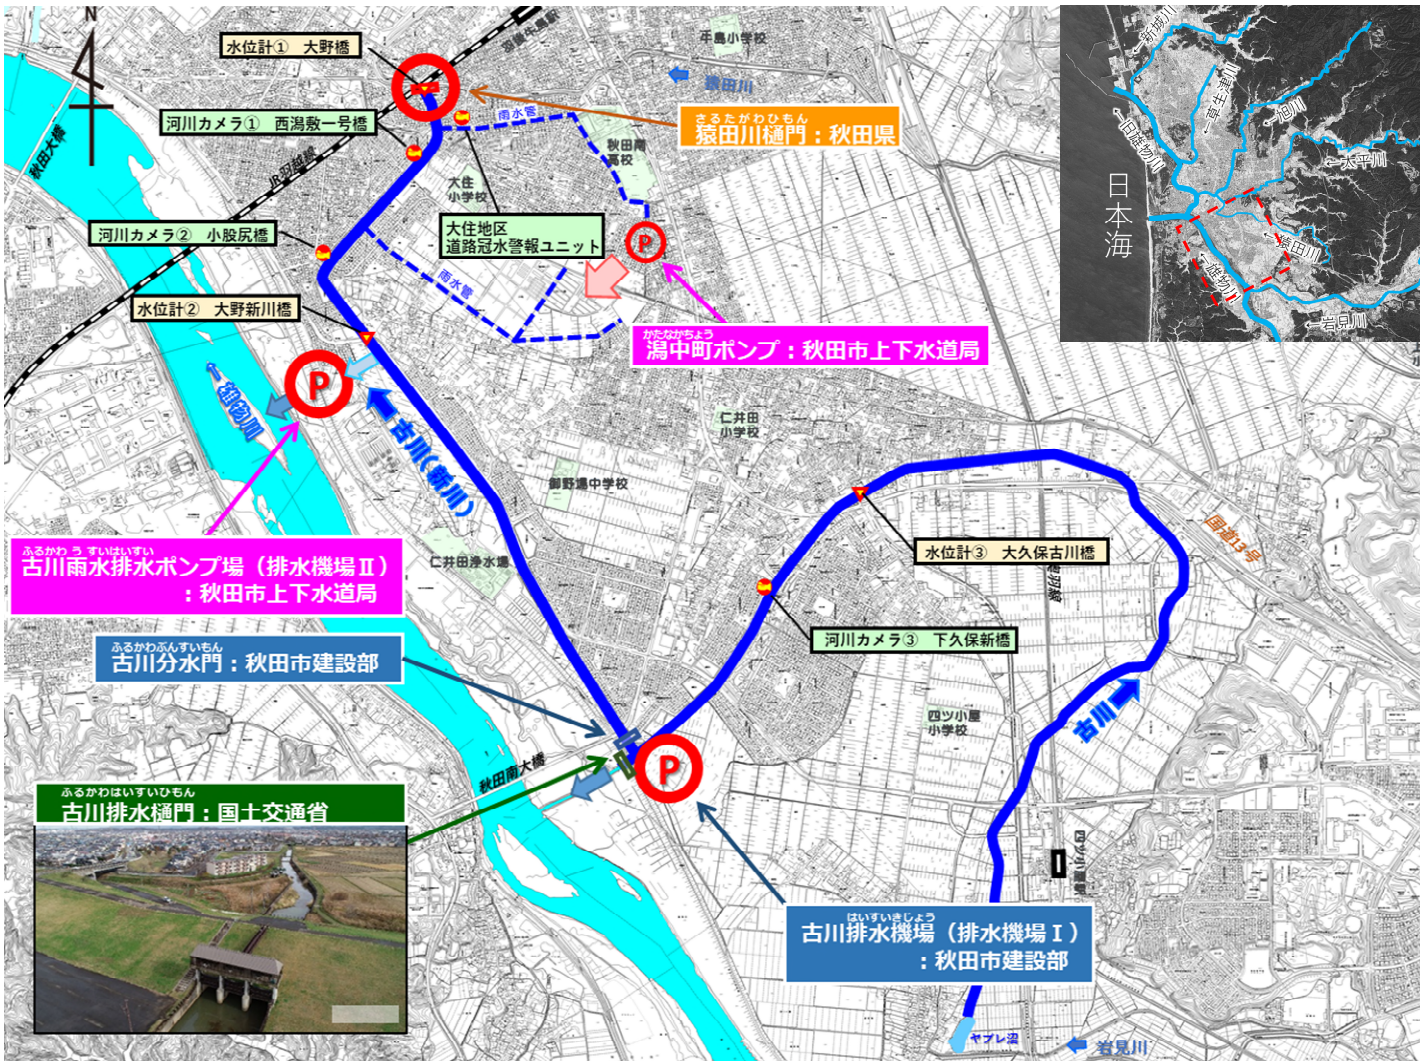 N
水位計① 大野橋
羽後牛島駅
牛島小学校
猿田川
河川カメラ① 西潟敷一号橋
雨水管
さるたがわひもん
猿田川樋門：秋田県
秋田大橋
JR羽越線
秋田南
高校
大住
小学校
河川カメラ② 小股尻橋
大住地区
道路冠水警報ユニット
P
雨水管
水位計② 大野新川橋
かたなかちょう
潟中町ポンプ：秋田市上下水道局
P
雄物川
古川(新川)
仁井田
小学校
御野場中学校
国道13号
ふるかわ う すいはいすい
古川雨水排水ポンプ場（排水機場Ⅱ）
：秋田市上下水道局
仁井田浄水場
水位計③ 大久保古川橋
奥羽線
河川カメラ③ 下久保新橋
ふるかわぶんすいもん
古川分水門：秋田市建設部
四ツ小屋
小学校
古川
秋田南大橋
P
ふるかわはいすいひもん
古川排水樋門：国土交通省
四ツ小屋駅
はいすいきじょう
古川排水機場（排水機場Ⅰ）
：秋田市建設部
ヤブレ沼
岩見川
←新城川
←草生津川
←旭川
←旧雄物川
←太平川
日本海
←猿田川
←雄物川
←岩見川